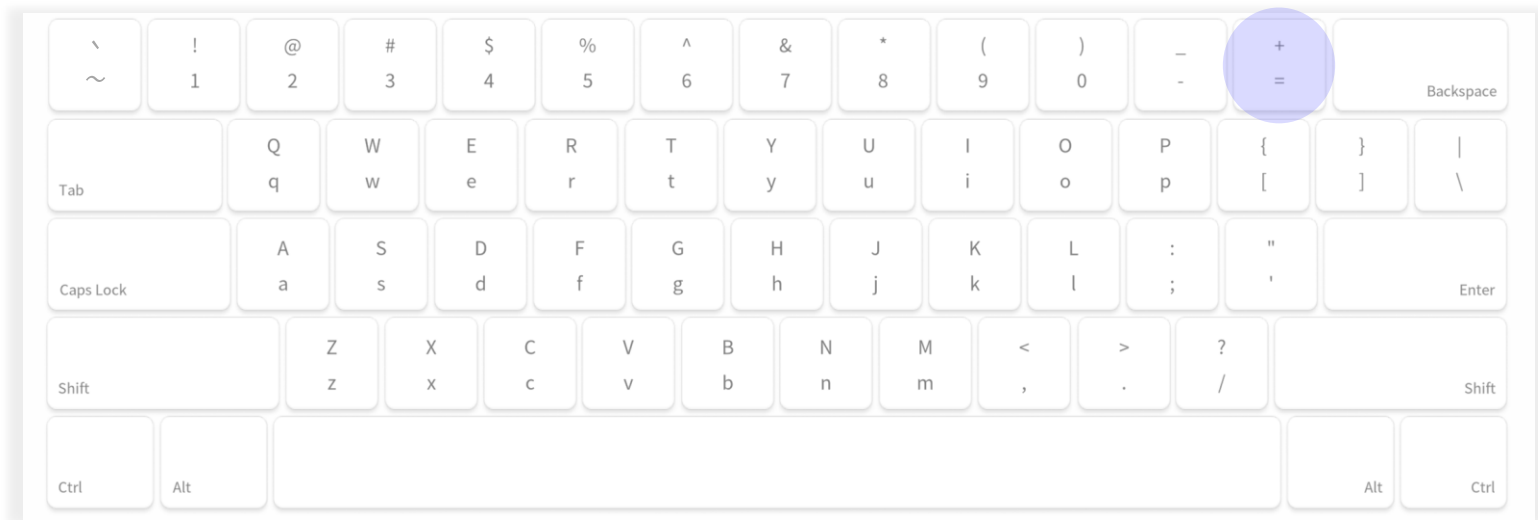 、 ! @ # $ % ^ & * ( ) _ +
～ 1 2 3 4 5 6 7 8 9 0 - = Backspace
Q W E R T Y U I O P { } |
Tab q w e r t y u i o p [ ] \
A S D F G H J K L : "
Caps Lock a s d f g h j k l ; ' Enter
Z X C V B N M < > ?
Shift z x c v b n m , . / Shift
Ctrl Alt Alt Ctrl